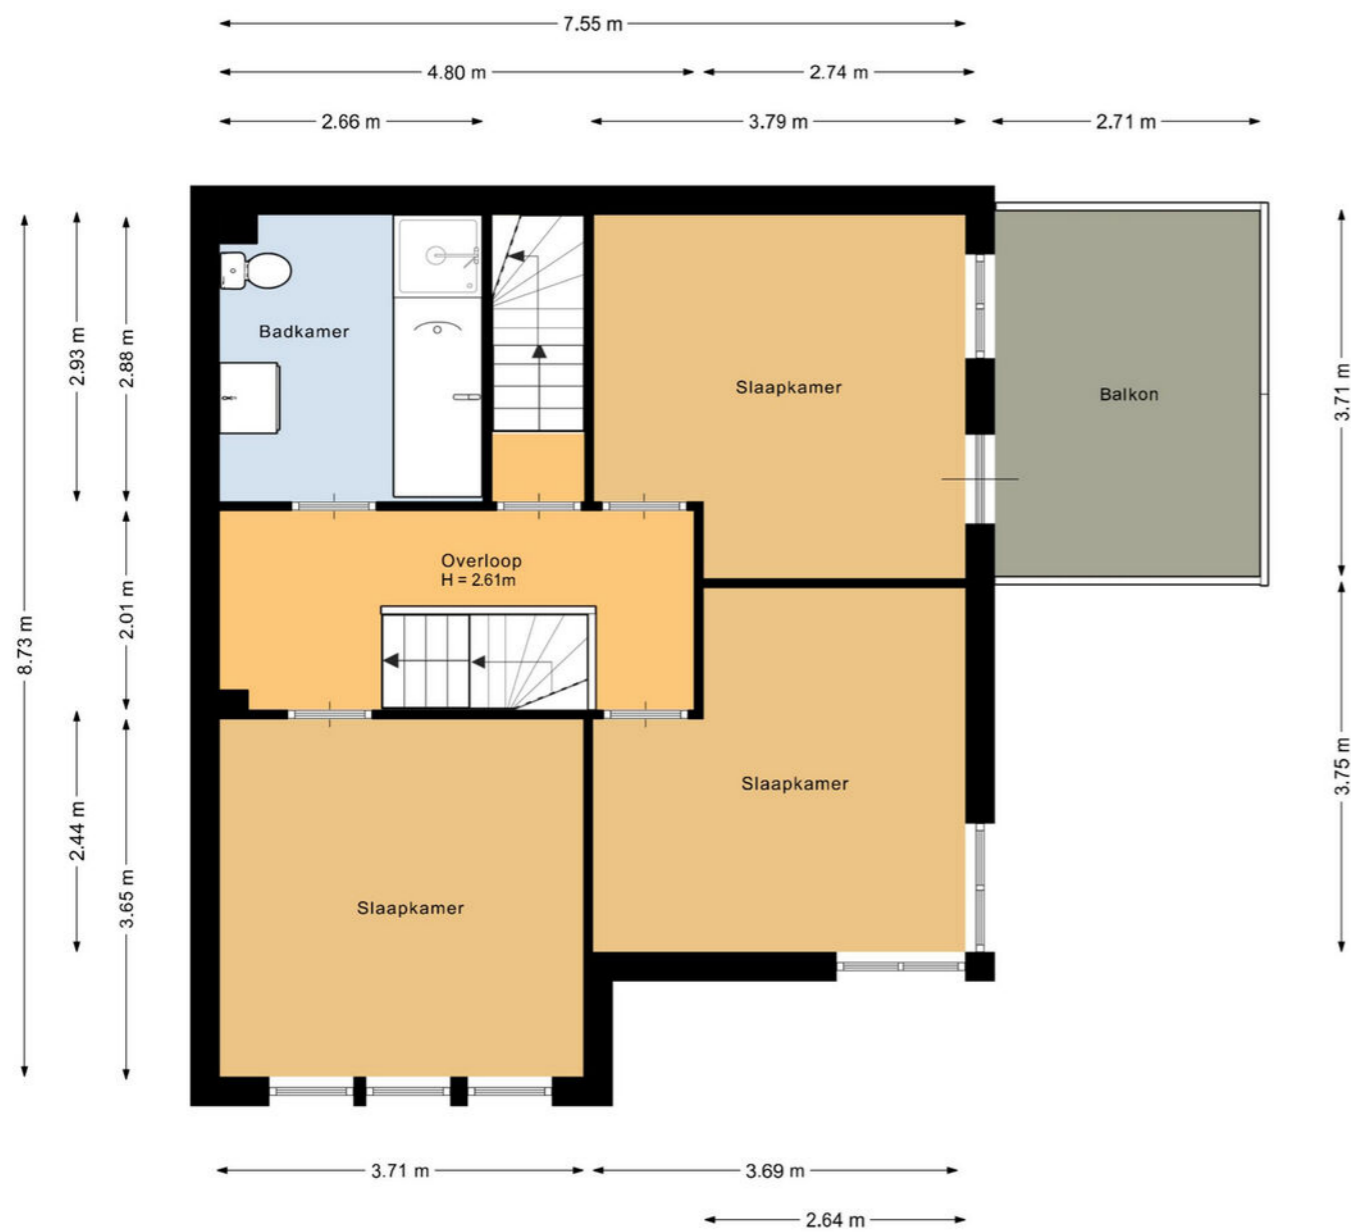 7.55 m
4.80 m
2.74 m
2.66 m
3.79 m
2.71 m
8.73 m
2.93 m
2.88 m
2.01 m
2.44 m
3.65 m
Badkamer
Slaapkamer
Balkon
3.71 m
Overloop
H = 2.61m
Slaapkamer
3.75 m
Slaapkamer
3.71 m
3.69 m
2.64 m